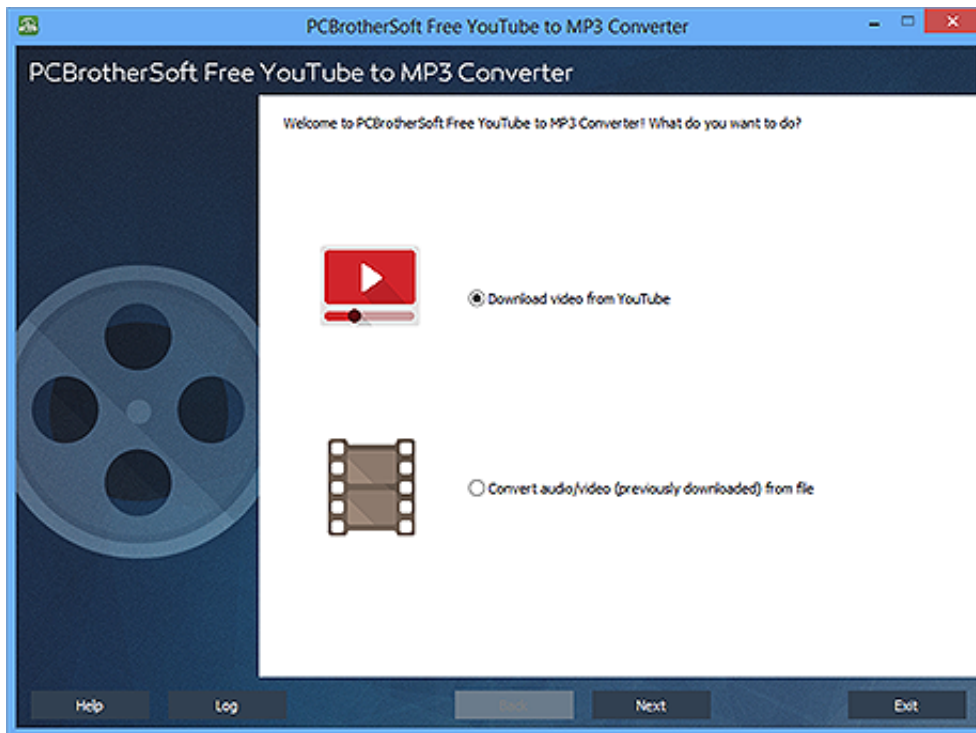 PCBrotherSoft Free YouTube to MP3 Converter
PCBrotherSoft Free YouTube to MP3 Converter
Welcome to PCBrotherSoft Free YouTube to MP3 Converter! What do you want to do?
Download video from YouTube
Convert audio/video (previously downloaded) from file
Help
Log
Back
Next
Exit